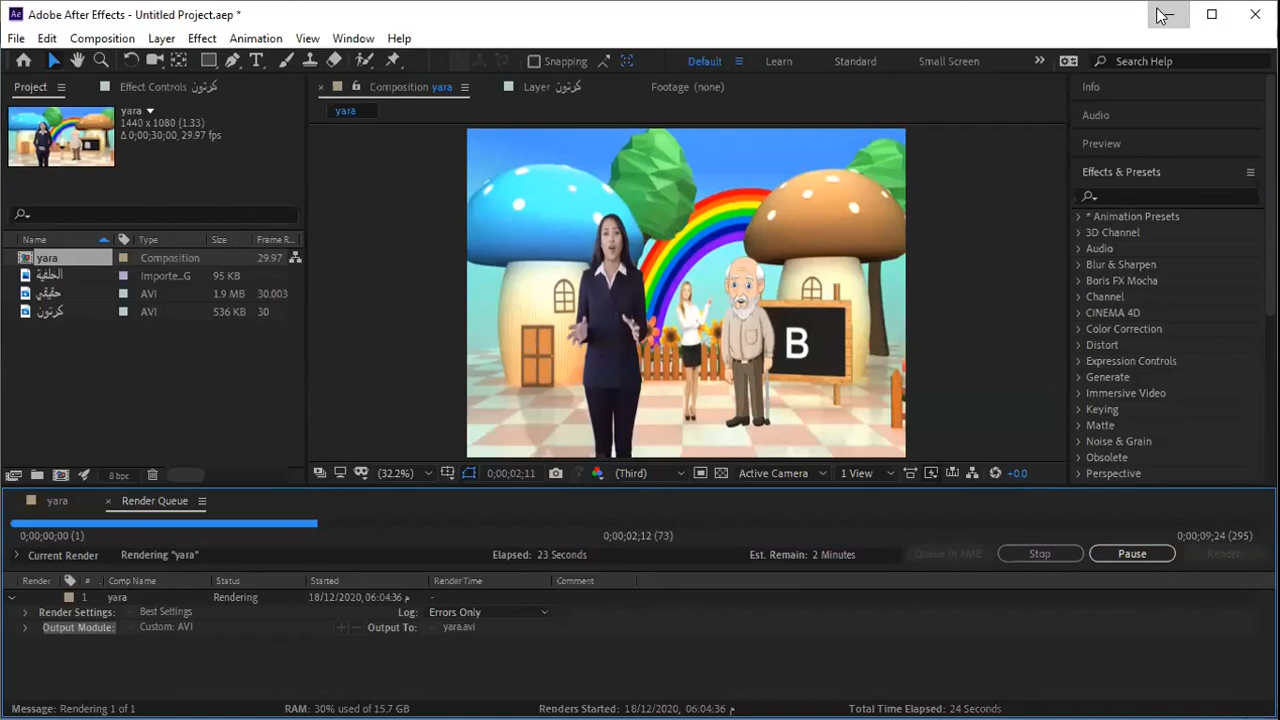 Adobe After Effects - Untitled Project.aep *
File Edit Composition Layer Effect Animation View Window Help
Snapping Default Learn Standard Small Screen Search Help
Project Effect Controls كرتون
Composition yara Layer كرتون Footage (none)
yara
yara
1440 x 1080 (1.33)
Δ 0;00;30;00, 29.97 fps
Name Type Size Frame R...
yara Composition 29.97
الخلفية Importe...G 95 KB
حقيقي AVI 1.9 MB 30.003
كرتون AVI 536 KB 30
8 bpc
B
(32.2%) 0;00;02;11 (Third) Active Camera 1 View +0.0
Info
Audio
Preview
Effects & Presets
* Animation Presets
3D Channel
Audio
Blur & Sharpen
Boris FX Mocha
Channel
CINEMA 4D
Color Correction
Distort
Expression Controls
Generate
Immersive Video
Keying
Matte
Noise & Grain
Obsolete
Perspective
yara Render Queue
0;00;00;00 (1) 0;00;02;12 (73) 0;00;09;24 (295)
Current Render Rendering "yara" Elapsed: 23 Seconds Est. Remain: 2 Minutes Queue in AME Stop Pause Render
Render # Comp Name Status Started Render Time Comment
1 yara Rendering 18/12/2020, 06:04:36 م -
Render Settings: Best Settings Log: Errors Only
Output Module: Custom: AVI Output To: yara.avi
Message: Rendering 1 of 1 RAM: 30% used of 15.7 GB Renders Started: 18/12/2020, 06:04:36 م Total Time Elapsed: 24 Seconds